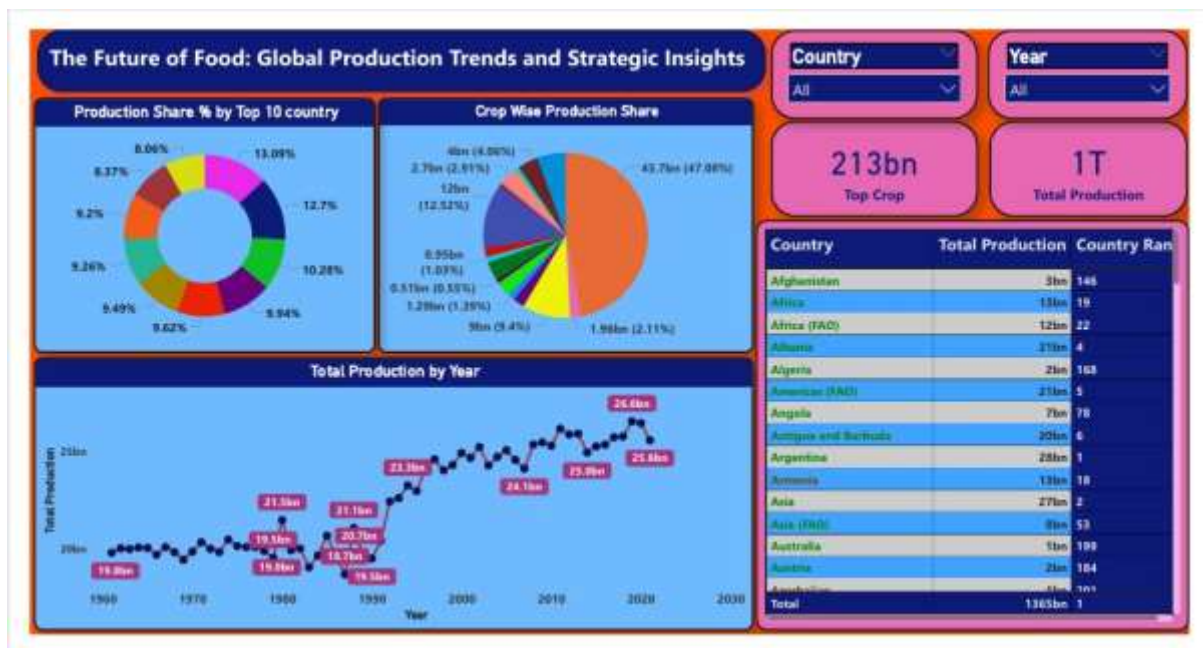 The Future of Food: Global Production Trends and Strategic Insights
Country
All
Year
All
Production Share % by Top 10 country
8.06%
13.09%
8.37%
12.7%
9.2%
9.26%
10.28%
9.49%
9.94%
9.62%
Crop Wise Production Share
4bn (4.06%)
2.7bn (2.91%)
43.7bn (47.06%)
12bn
(12.52%)
0.95bn
(1.03%)
0.51bn (0.55%)
1.29bn (1.39%)
9bn (9.4%)
1.96bn (2.11%)
213bn
Top Crop
1T
Total Production
Country Total Production Country Ran
Afghanistan 3bn 146
Africa 13bn 19
Africa (FAO) 12bn 22
Albania 21bn 4
Algeria 2bn 168
Americas (FAO) 21bn 5
Angola 7bn 78
Antigua and Barbuda 20bn 6
Argentina 28bn 1
Armenia 13bn 18
Asia 27bn 2
Asia (FAO) 53
Australia 1bn
Austria 2bn 184
Azerbaijan
Total 1365bn 1
Total Production by Year
26.6bn
25bn
23.3bn
25.0bn
25.6bn
24.1bn
21.5bn
21.1bn
19.5bn
20.7bn
20bn
18.7bn
19.8bn
19.0bn
19.5bn
Total Production
1960 1970 1980 1990 2000 2010 2020 2030
Year